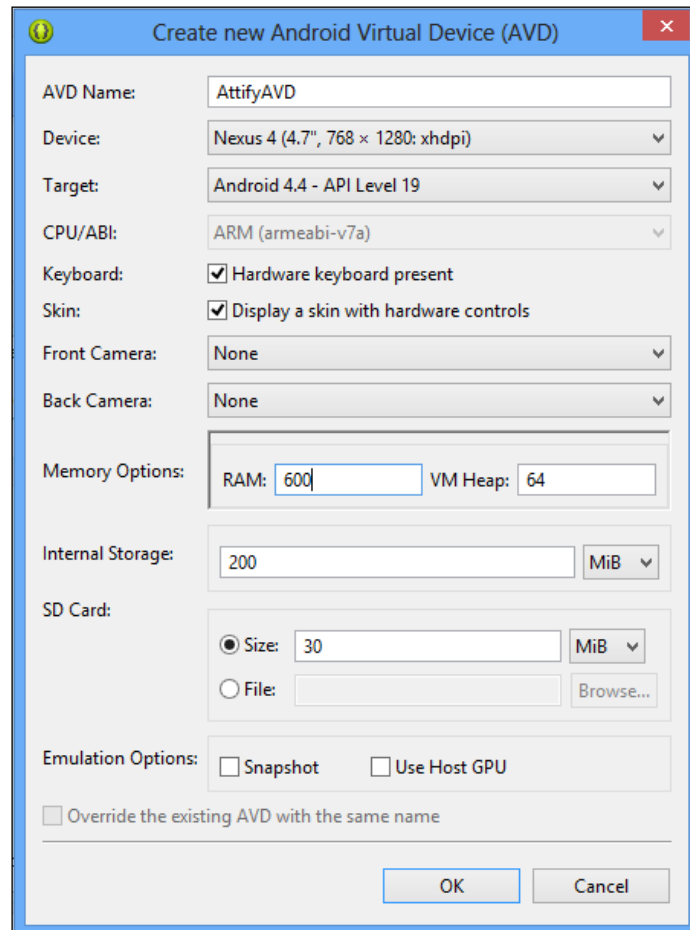 Create new Android Virtual Device (AVD)
AVD Name: AttifyAVD
Device: Nexus 4 (4.7", 768 × 1280: xhdpi)
Target: Android 4.4 - API Level 19
CPU/ABI: ARM (armeabi-v7a)
Keyboard: Hardware keyboard present
Skin: Display a skin with hardware controls
Front Camera: None
Back Camera: None
Memory Options: RAM: 600 VM Heap: 64
Internal Storage: 200 MiB
SD Card:
Size: 30 MiB
File: Browse...
Emulation Options: Snapshot Use Host GPU
Override the existing AVD with the same name
OK Cancel